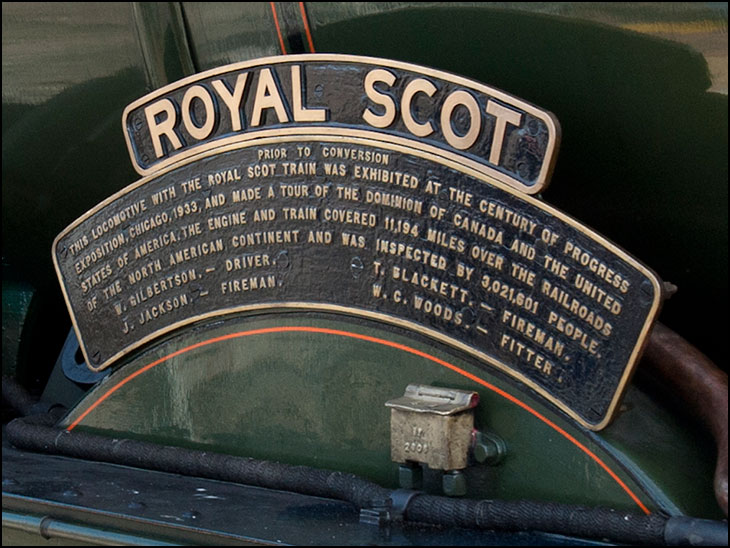 ROYAL SCOT
PRIOR TO CONVERSION
THIS LOCOMOTIVE WITH THE ROYAL SCOT TRAIN WAS EXHIBITED AT THE CENTURY OF PROGRESS
EXPOSITION, CHICAGO, 1933, AND MADE A TOUR OF THE DOMINION OF CANADA AND THE UNITED
STATES OF AMERICA. THE ENGINE AND TRAIN COVERED 11,194 MILES OVER THE RAILROADS
OF THE NORTH AMERICAN CONTINENT AND WAS INSPECTED BY 3,021,601 PEOPLE.
W. GILBERTSON. — DRIVER. T. BLACKETT. — FIREMAN.
J. JACKSON. — FIREMAN. W. C. WOODS. — FITTER.